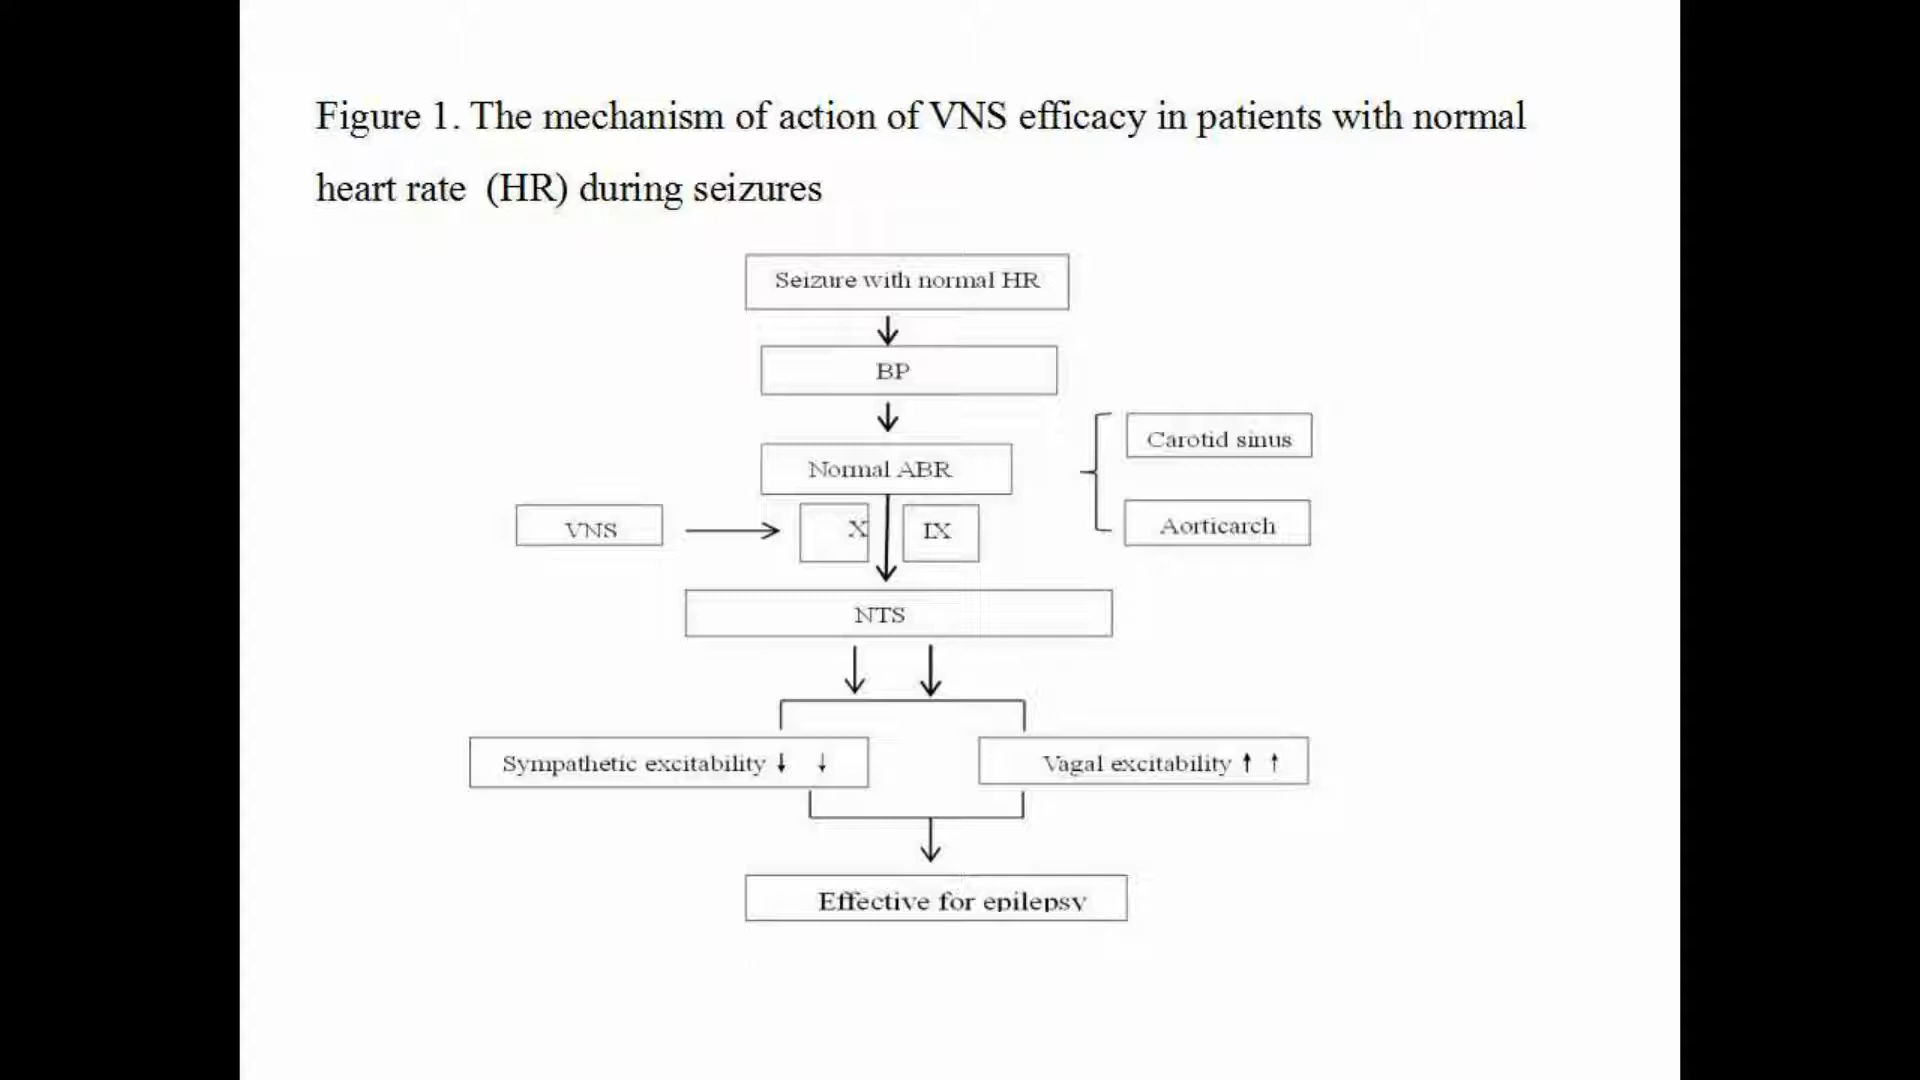 Figure 1. The mechanism of action of VNS efficacy in patients with normal
heart rate (HR) during seizures
Seizure with normal HR
BP
Normal ABR
Carotid sinus
Aorticarch
VNS
X
IX
NTS
Sympathetic excitability ↓ ↓
Vagal excitability ↑ ↑
Effective for epilepsy